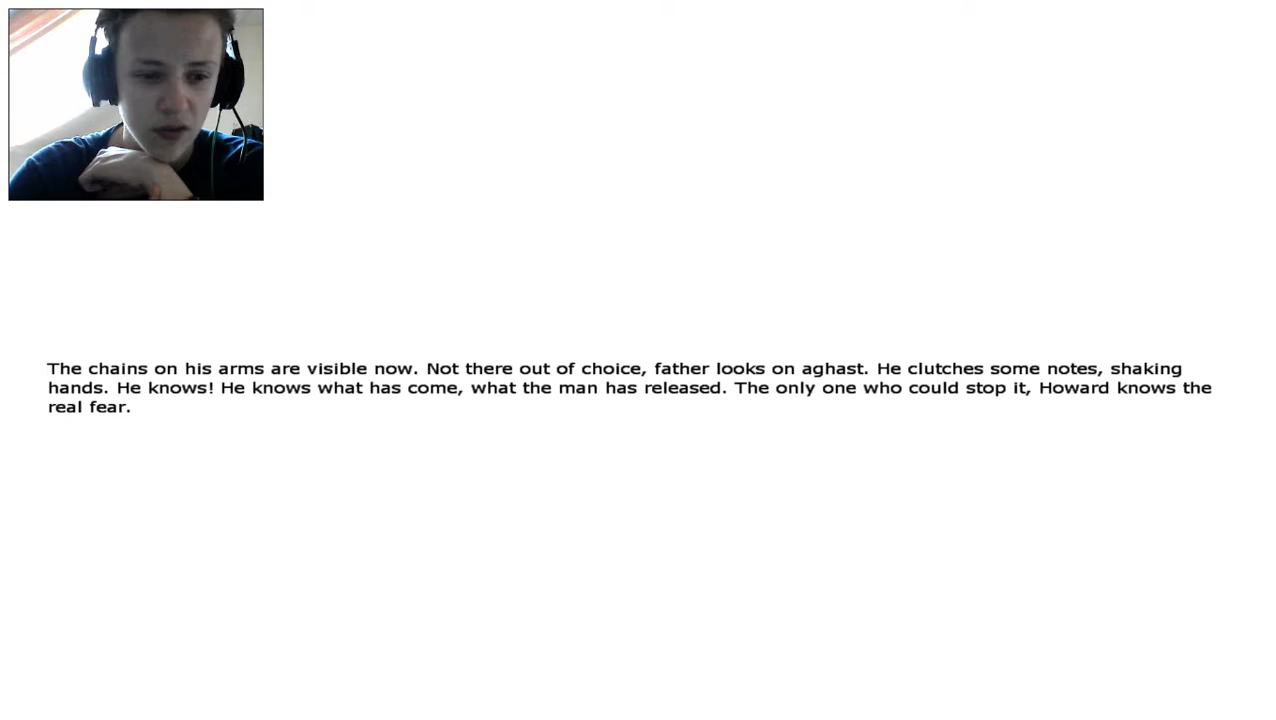 The chains on his arms are visible now. Not there out of choice, father looks on aghast. He clutches some notes, shaking
hands. He knows! He knows what has come, what the man has released. The only one who could stop it, Howard knows the
real fear.